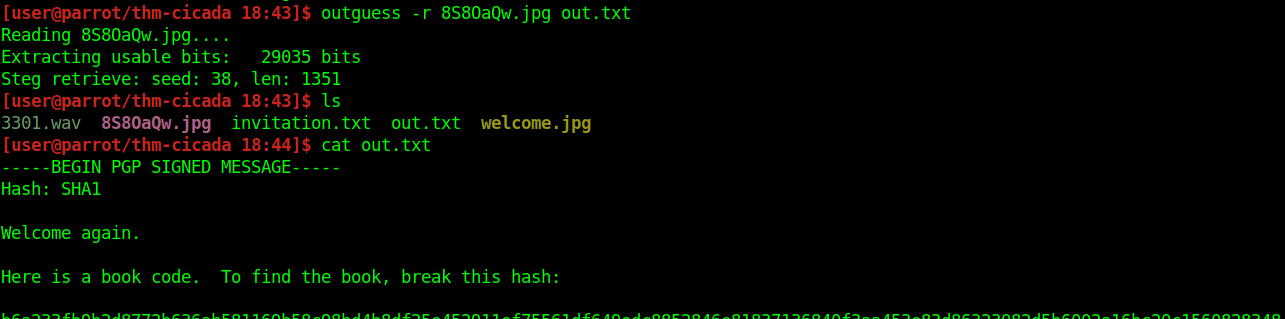 [user@parrot/thm-cicada 18:43]$ outguess -r 8S8OaQw.jpg out.txt
Reading 8S8OaQw.jpg....
Extracting usable bits:   29035 bits
Steg retrieve: seed: 38, len: 1351
[user@parrot/thm-cicada 18:43]$ ls
3301.wav  8S8OaQw.jpg  invitation.txt  out.txt  welcome.jpg
[user@parrot/thm-cicada 18:44]$ cat out.txt
-----BEGIN PGP SIGNED MESSAGE-----
Hash: SHA1
Welcome again.
Here is a book code.  To find the book, break this hash: